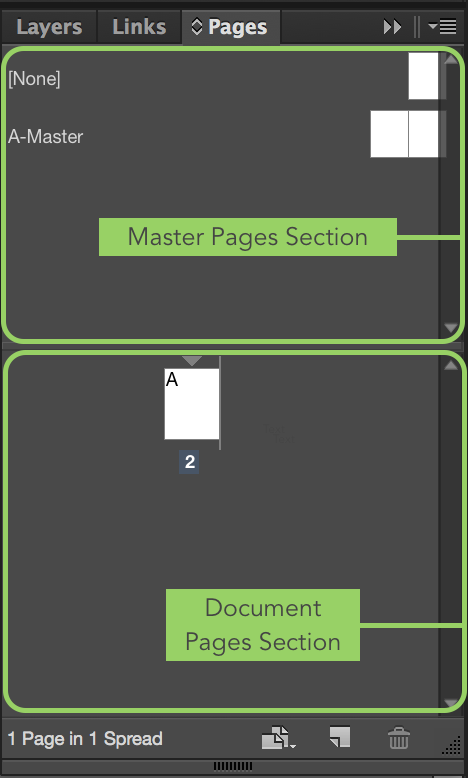 Layers Links Pages
[None]
A-Master
Master Pages Section
A
2
Document
Pages Section
1 Page in 1 Spread